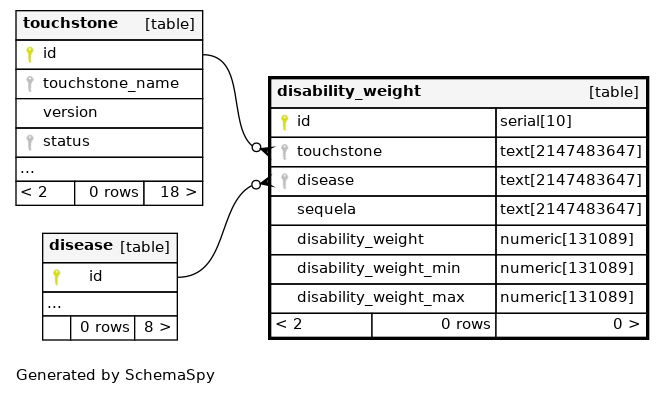 touchstone [table]
id
touchstone_name
version
status
...
< 2 0 rows 18 >
disease [table]
id
...
0 rows 8 >
disability_weight [table]
id serial[10]
touchstone text[2147483647]
disease text[2147483647]
sequela text[2147483647]
disability_weight numeric[131089]
disability_weight_min numeric[131089]
disability_weight_max numeric[131089]
< 2 0 rows 0 >
Generated by SchemaSpy